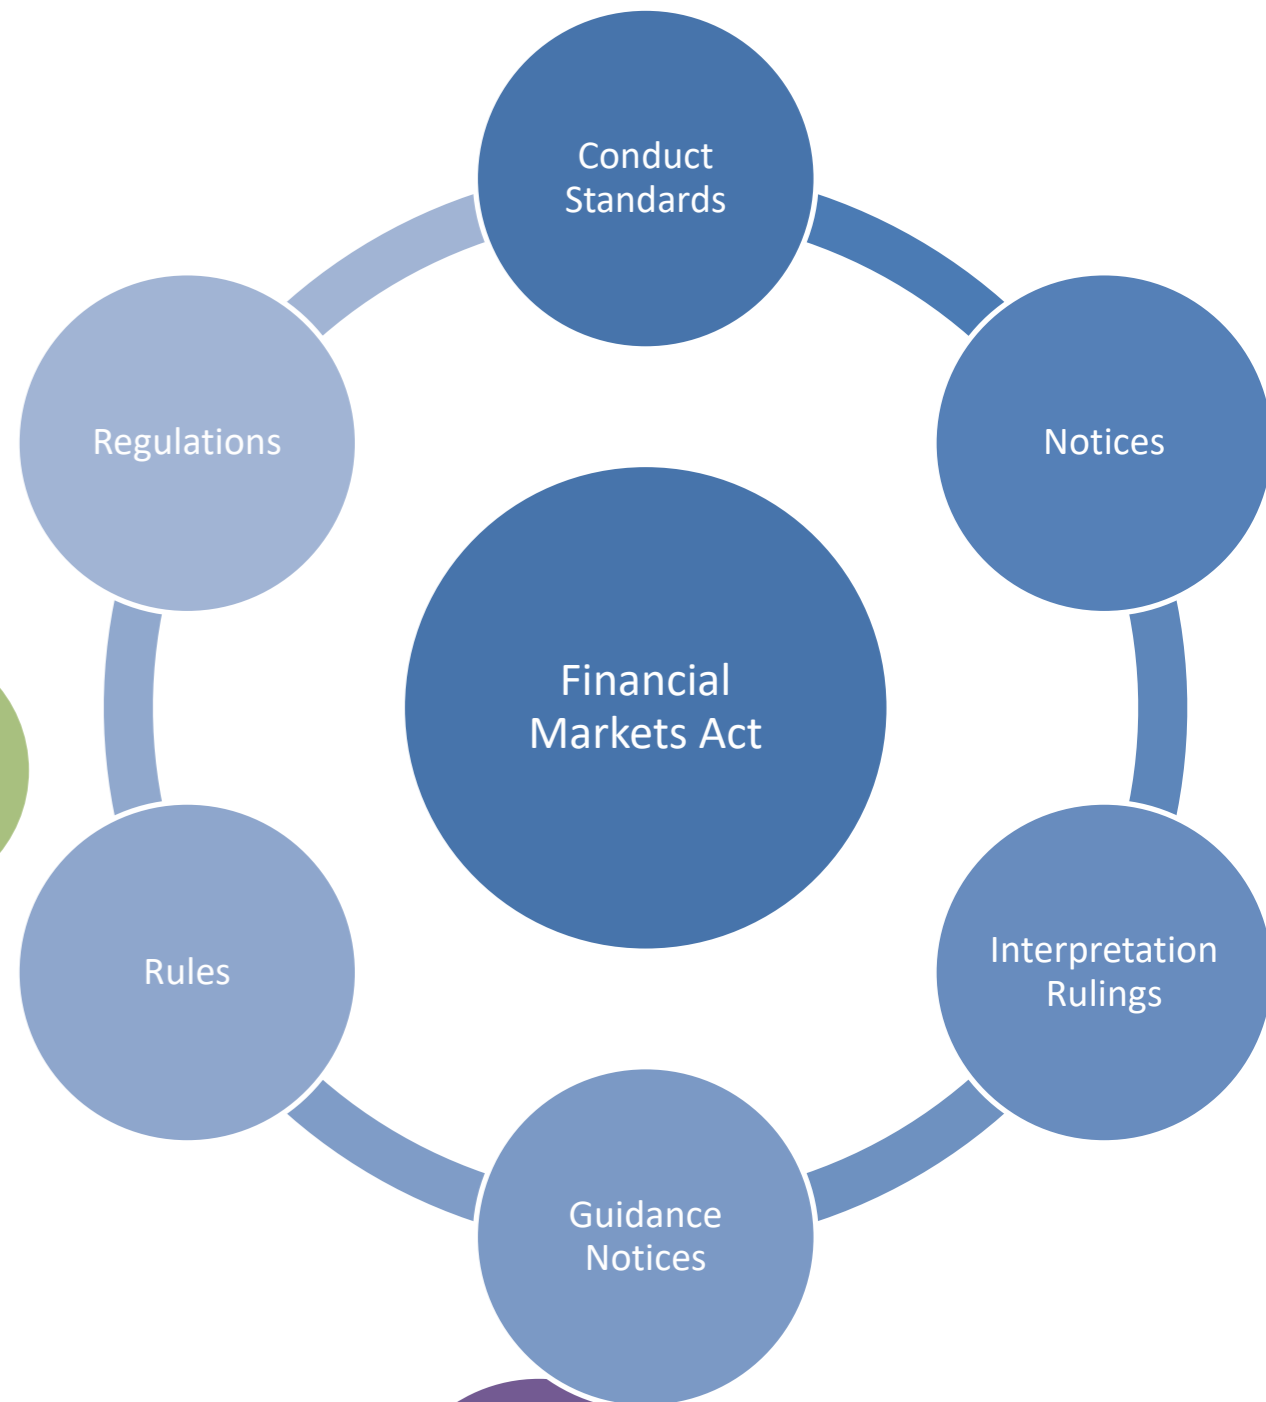 Conduct
Standards
Regulations
Notices
Financial
Markets Act
Rules
Interpretation
Rulings
Guidance
Notices